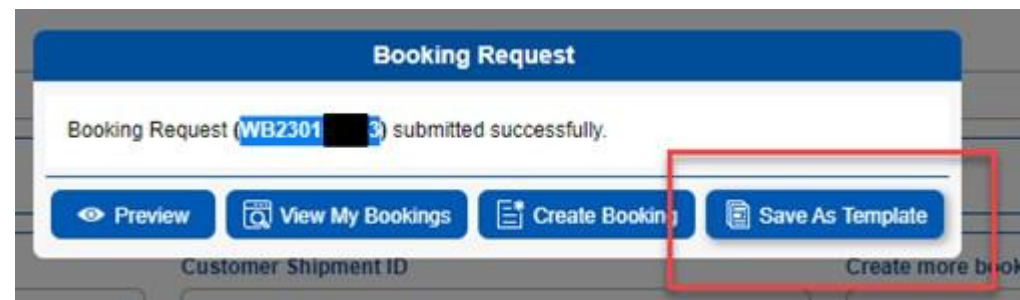 Booking Request
Booking Request (WB2301 3) submitted successfully.
Preview View My Bookings Create Booking Save As Template
Customer Shipment ID Create more book